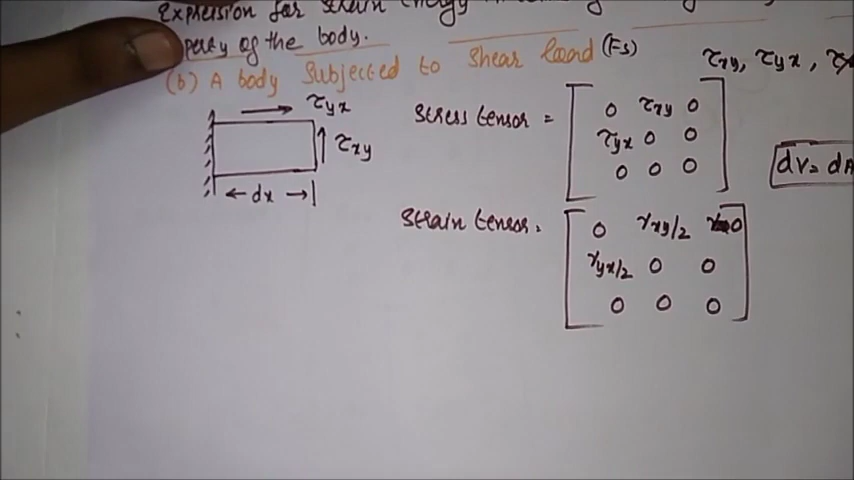 Expression for strain energy
of the body.
(b) A body Subjected to Shear load (Fs)
τxy, τyx,
τyx
τxy
dx
Stress tensor =
0 τxy 0
τyx 0 0
0 0 0
dv= dA
Strain tensor =
0 γxy/2 0
γyx/2 0 0
0 0 0